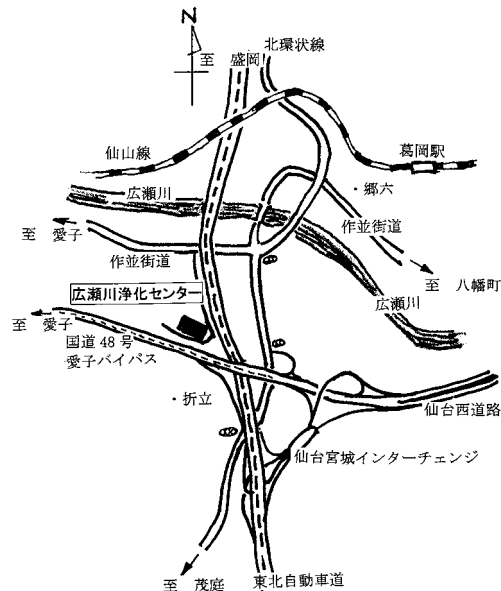 N
北環状線
至 盛岡
仙山線
葛岡駅
広瀬川
・郷六
至 愛子
作並街道
作並街道
至 八幡町
広瀬川浄化センター
広瀬川
至 愛子
国道48号
愛子バイパス
・折立
仙台西道路
仙台宮城インターチェンジ
至 茂庭
東北自動車道